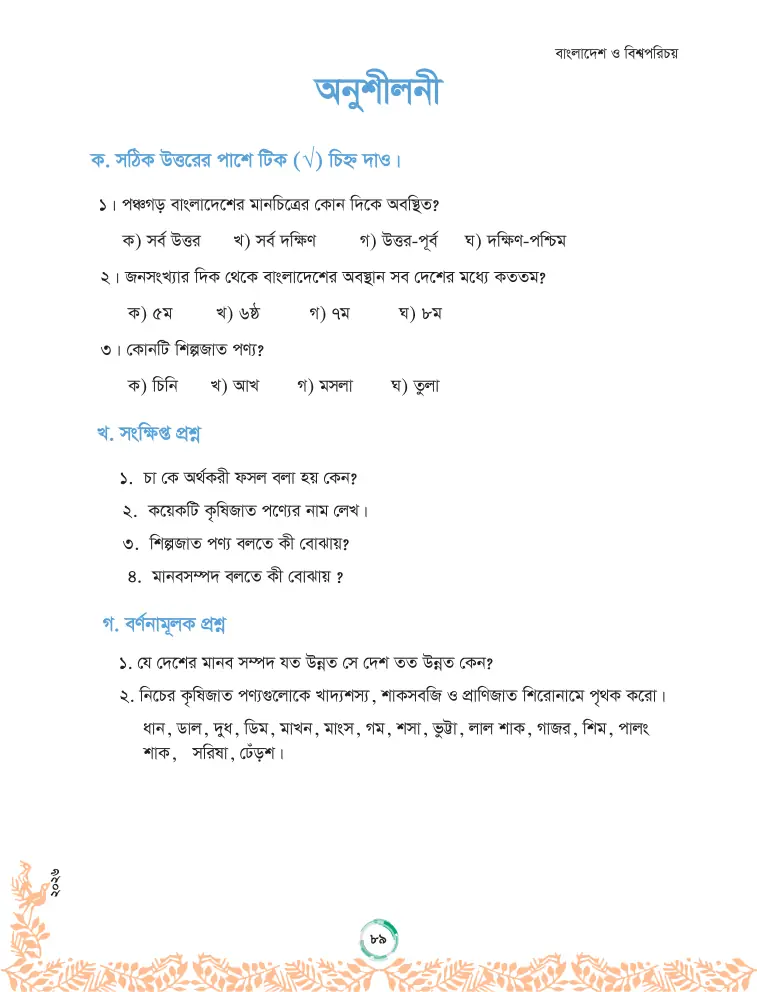 বাংলাদেশ ও বিশ্বপরিচয়
অনুশীলনী
ক. সঠিক উত্তরের পাশে টিক (√) চিহ্ন দাও।
১। পঞ্চগড় বাংলাদেশের মানচিত্রের কোন দিকে অবস্থিত?
ক) সর্ব উত্তর খ) সর্ব দক্ষিণ গ) উত্তর-পূর্ব ঘ) দক্ষিণ-পশ্চিম
২। জনসংখ্যার দিক থেকে বাংলাদেশের অবস্থান সব দেশের মধ্যে কততম?
ক) ৫ম খ) ৬ষ্ঠ গ) ৭ম ঘ) ৮ম
৩। কোনটি শিল্পজাত পণ্য?
ক) চিনি খ) আখ গ) মসলা ঘ) তুলা
খ. সংক্ষিপ্ত প্রশ্ন
১. চা কে অর্থকরী ফসল বলা হয় কেন?
২. কয়েকটি কৃষিজাত পণ্যের নাম লেখ।
৩. শিল্পজাত পণ্য বলতে কী বোঝায়?
৪. মানবসম্পদ বলতে কী বোঝায় ?
গ. বর্ণনামূলক প্রশ্ন
১. যে দেশের মানব সম্পদ যত উন্নত সে দেশ তত উন্নত কেন?
২. নিচের কৃষিজাত পণ্যগুলোকে খাদ্যশস্য, শাকসবজি ও প্রাণিজাত শিরোনামে পৃথক করো।
ধান, ডাল, দুধ, ডিম, মাখন, মাংস, গম, শসা, ভুট্টা, লাল শাক, গাজর, শিম, পালং
শাক, সরিষা, ঢেঁড়শ।
২০২৬
৮৯